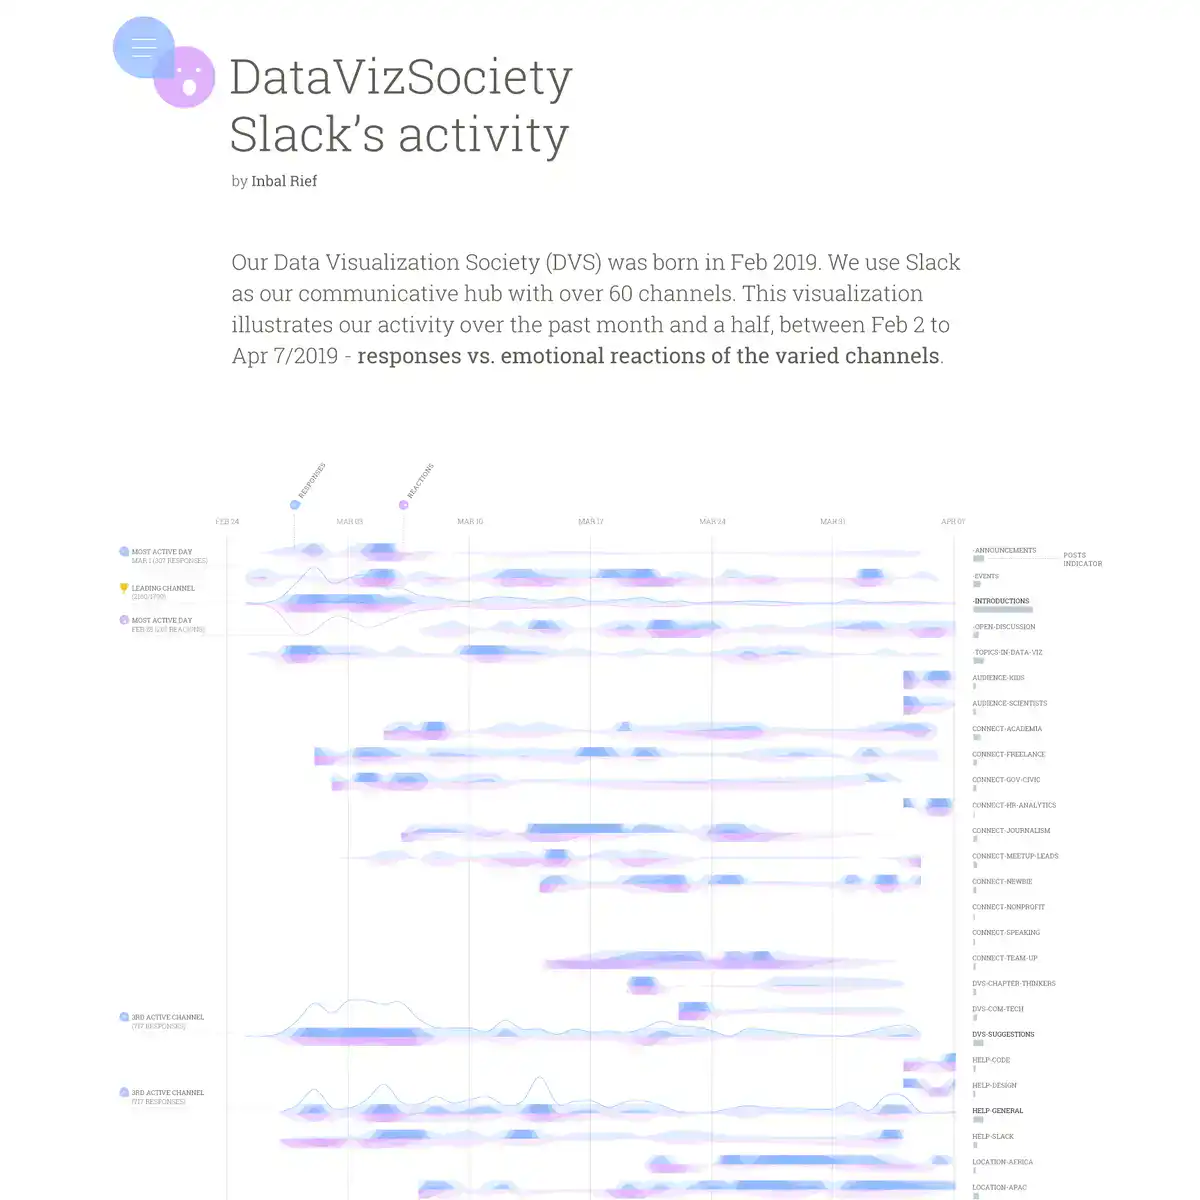 DataVizSociety
Slack's activity
by Inbal Rief
Our Data Visualization Society (DVS) was born in Feb 2019. We use Slack
as our communicative hub with over 60 channels. This visualization
illustrates our activity over the past month and a half, between Feb 2 to
Apr 7/2019 - responses vs. emotional reactions of the varied channels.
RESPONSES
REACTIONS
FEB 24
MAR 03
MAR 10
MAR 17
MAR 24
MAR 31
APR 07
MOST ACTIVE DAY
MAR 1 (307 RESPONSES)
LEADING CHANNEL
MOST ACTIVE DAY
3RD ACTIVE CHANNEL
(717 RESPONSES)
3RD ACTIVE CHANNEL
(717 RESPONSES)
-ANNOUNCEMENTS
POSTS
INDICATOR
-EVENTS
-INTRODUCTIONS
-OPEN-DISCUSSION
-TOPICS-IN-DATA-VIZ
AUDIENCE-KIDS
AUDIENCE-SCIENTISTS
CONNECT-ACADEMIA
CONNECT-FREELANCE
CONNECT-GOV-CIVIC
CONNECT-HR-ANALYTICS
CONNECT-JOURNALISM
CONNECT-MEETUP-LEADS
CONNECT-NEWBIE
CONNECT-NONPROFIT
CONNECT-SPEAKING
CONNECT-TEAM-UP
DVS-CHAPTER-THINKERS
DVS-COM-TECH
DVS-SUGGESTIONS
HELP-CODE
HELP-DESIGN
HELP-GENERAL
HELP-SLACK
LOCATION-AFRICA
LOCATION-APAC